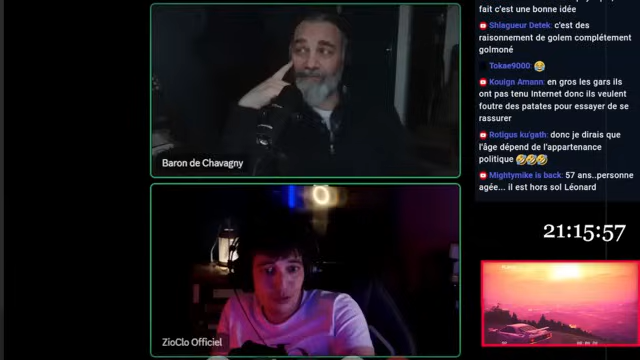 fait c'est une bonne idée
Shlagueur Detek: c'est des
raisonnement de golem complétement
golmoné
Tokae9000: 😂
Kouign Amann: en gros les gars ils
ont pas tenu Internet donc ils veulent
foutre des patates pour essayer de se
rassurer
Rotigus ku'gath: donc je dirais que
l'âge dépend de l'appartenance
politique 🤣🤣🤣
Mightymike is back: 57 ans..personne
agée... il est hors sol Léonard
Baron de Chavagny
21:15:57
ZioClo Officiel